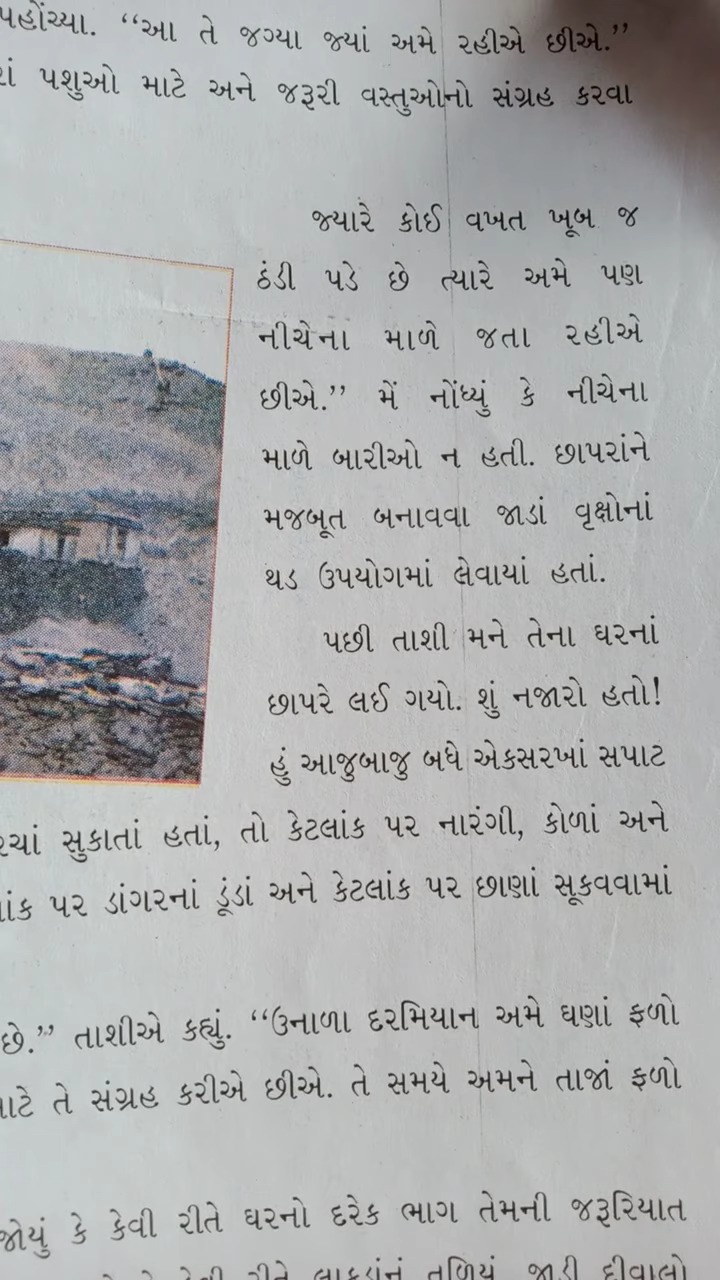 પહોંચ્યા. “આ તે જગ્યા જ્યાં અમે રહીએ છીએ.”
પશુઓ માટે અને જરૂરી વસ્તુઓનો સંગ્રહ કરવા
જ્યારે કોઈ વખત ખૂબ જ
ઠંડી પડે છે ત્યારે અમે પણ
નીચેના માળે જતા રહીએ
છીએ.” મેં નોંધ્યું કે નીચેના
માળે બારીઓ ન હતી. છાપરાંને
મજબૂત બનાવવા જાડાં વૃક્ષોનાં
થડ ઉપયોગમાં લેવાયાં હતાં.
પછી તાશી મને તેના ઘરનાં
છાપરે લઈ ગયો. શું નજારો હતો!
હું આજુબાજુ બધે એકસરખાં સપાટ
સુકાતાં હતાં, તો કેટલાંક પર નારંગી, કોળાં અને
પર ડાંગરનાં ડૂંડાં અને કેટલાંક પર છાણાં સૂકવવામાં
છે.” તાશીએ કહ્યું. “ઉનાળા દરમિયાન અમે ઘણાં ફળો
તે સંગ્રહ કરીએ છીએ. તે સમયે અમને તાજાં ફળો
જોયું કે કેવી રીતે ઘરનો દરેક ભાગ તેમની જરૂરિયાત
રીતે લાકડાંનું તળિયું, જાડી દીવાલો